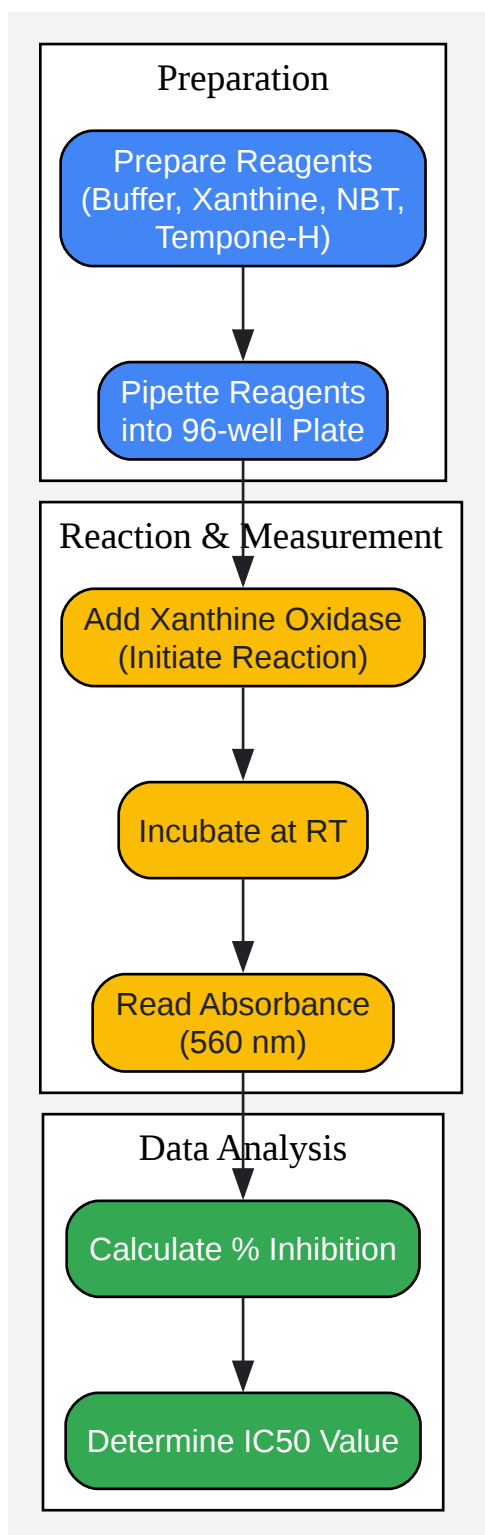 Preparation
Prepare Reagents
(Buffer, Xanthine, NBT,
Tempone-H)
Pipette Reagents
into 96-well Plate
Reaction & Measurement
Add Xanthine Oxidase
(Initiate Reaction)
Incubate at RT
Read Absorbance
(560 nm)
Data Analysis
Calculate % Inhibition
Determine IC50 Value